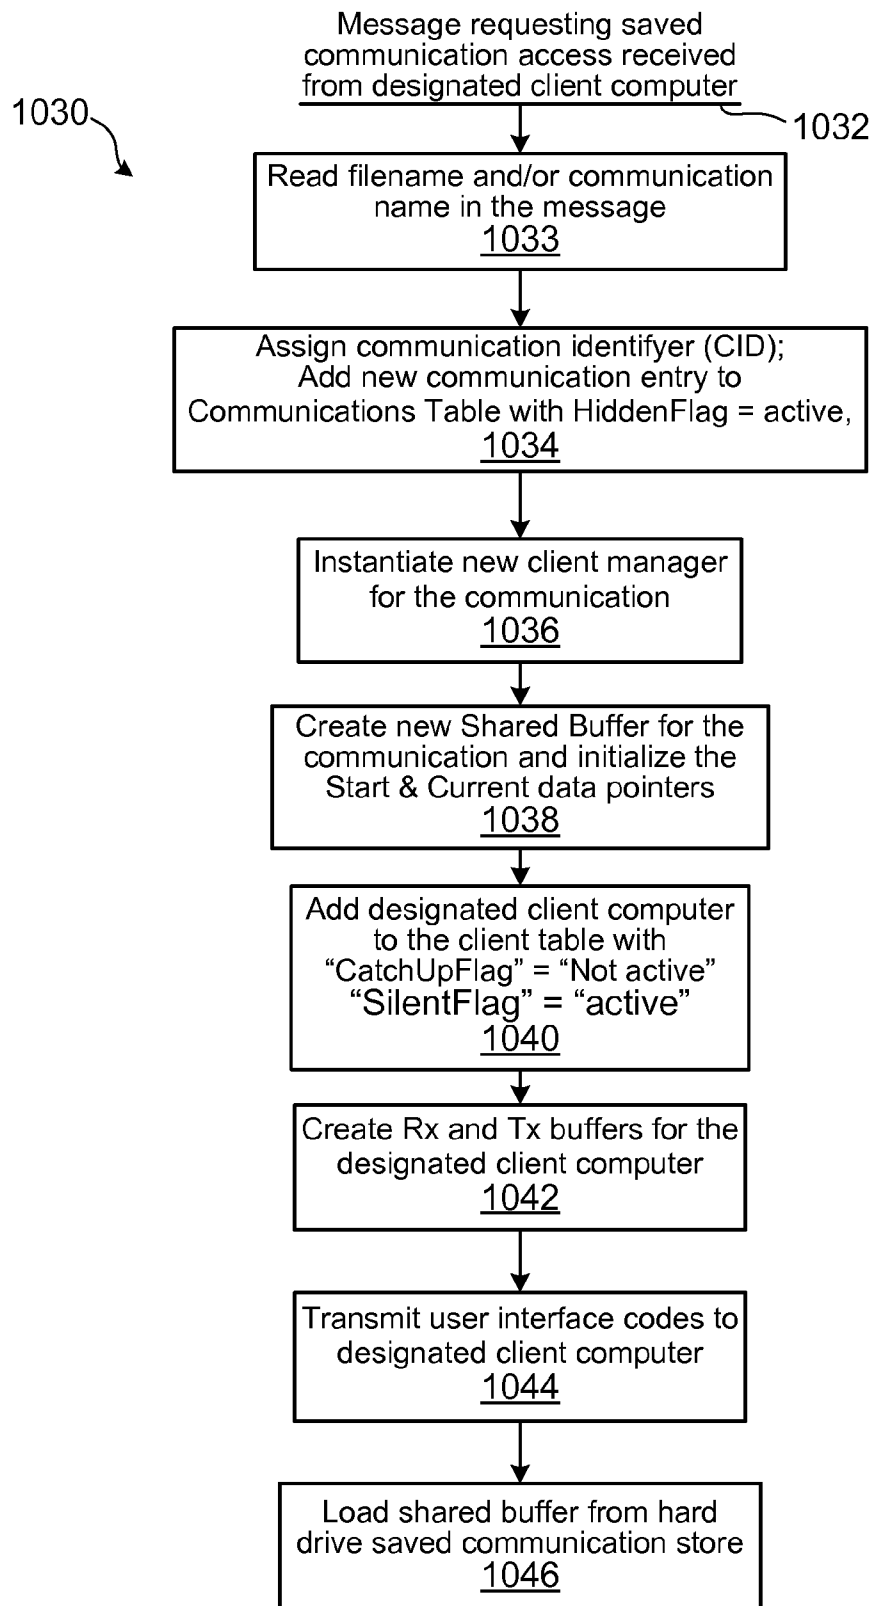 Message requesting saved
communication access received
from designated client computer
1030
1032
Read filename and/or communication
name in the message
1033
Assign communication identifyer (CID);
Add new communication entry to
Communications Table with HiddenFlag = active,
1034
Instantiate new client manager
for the communication
1036
Create new Shared Buffer for the
communication and initialize the
Start & Current data pointers
1038
Add designated client computer
to the client table with
“CatchUpFlag” = “Not active”
“SilentFlag” = “active”
1040
Create Rx and Tx buffers for the
designated client computer
1042
Transmit user interface codes to
designated client computer
1044
Load shared buffer from hard
drive saved communication store
1046